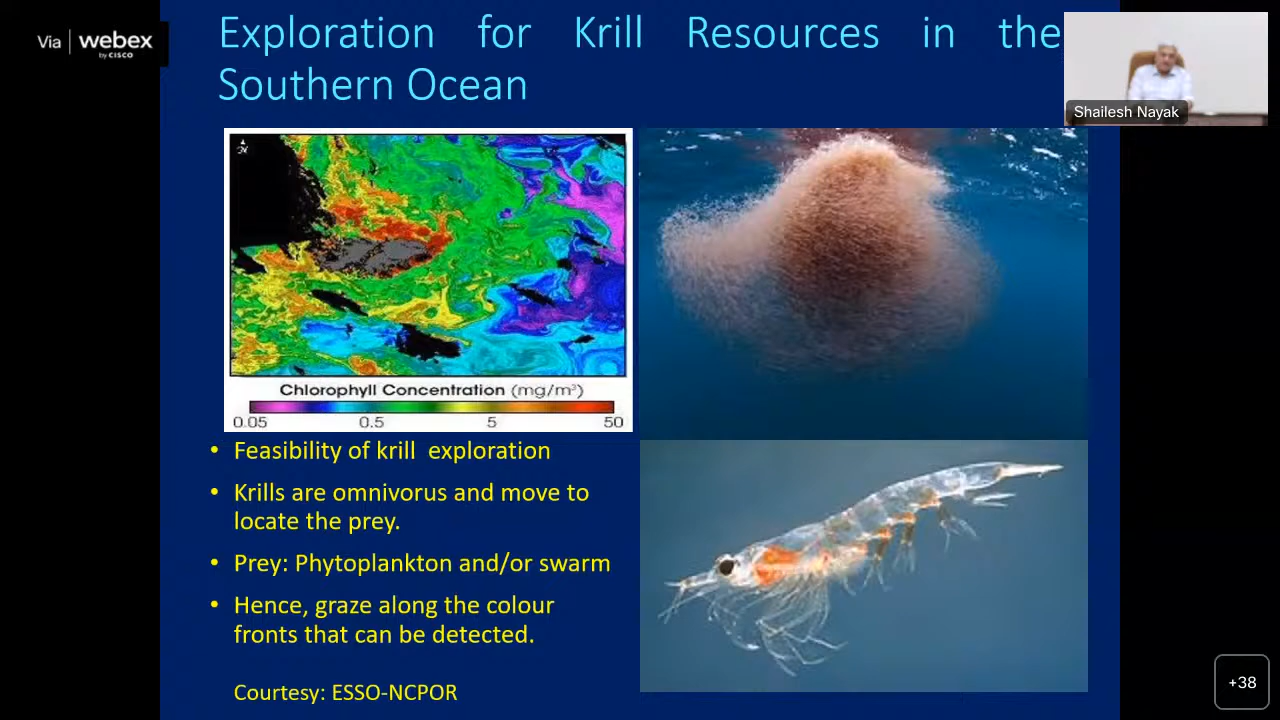 Via | webex
by CISCO
Exploration for Krill Resources in the
Southern Ocean
Shailesh Nayak
Chlorophyll Concentration (mg/m³)
0.05 0.5 5 50
• Feasibility of krill exploration
• Krills are omnivorus and move to
locate the prey.
• Prey: Phytoplankton and/or swarm
• Hence, graze along the colour
fronts that can be detected.
Courtesy: ESSO-NCPOR
+38